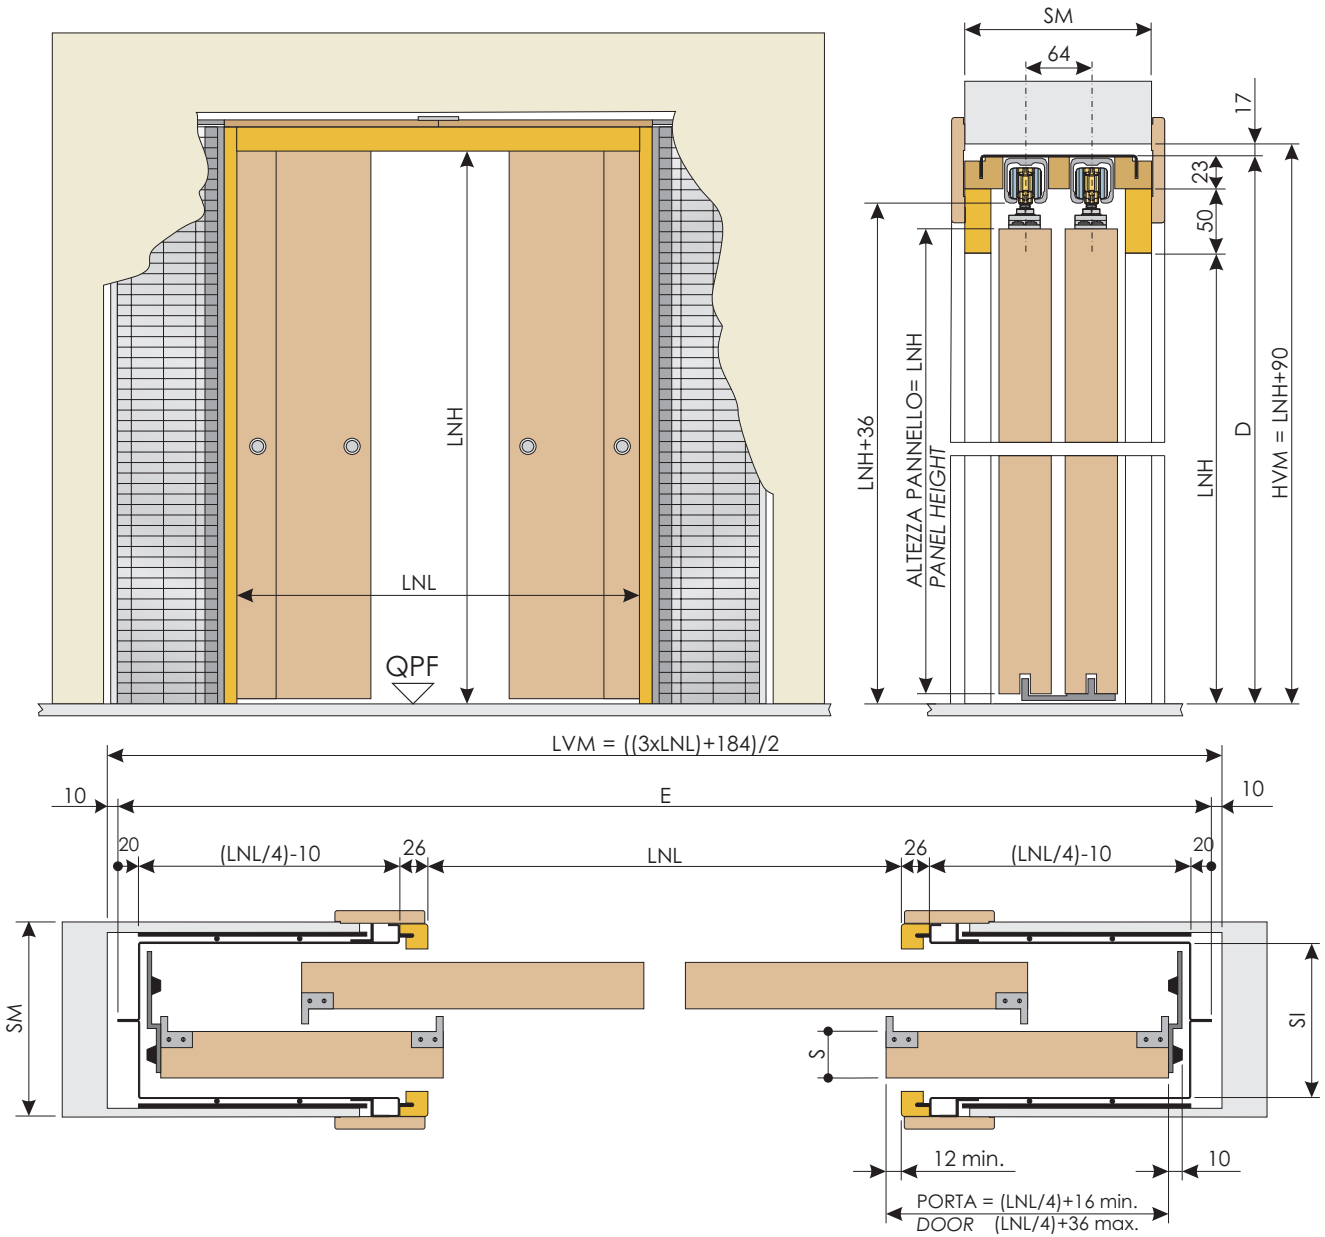 SM
64
17
23
50
LNH
LNH+36
ALTEZZA PANNELLO= LNH
PANEL HEIGHT
LNH
D
HVM = LNH+90
LNL
QPF
LVM = ((3xLNL)+184)/2
10
E
10
20
(LNL/4)-10
26
LNL
26
(LNL/4)-10
20
SM
S
SI
12 min.
10
PORTA = (LNL/4)+16 min.
DOOR (LNL/4)+36 max.